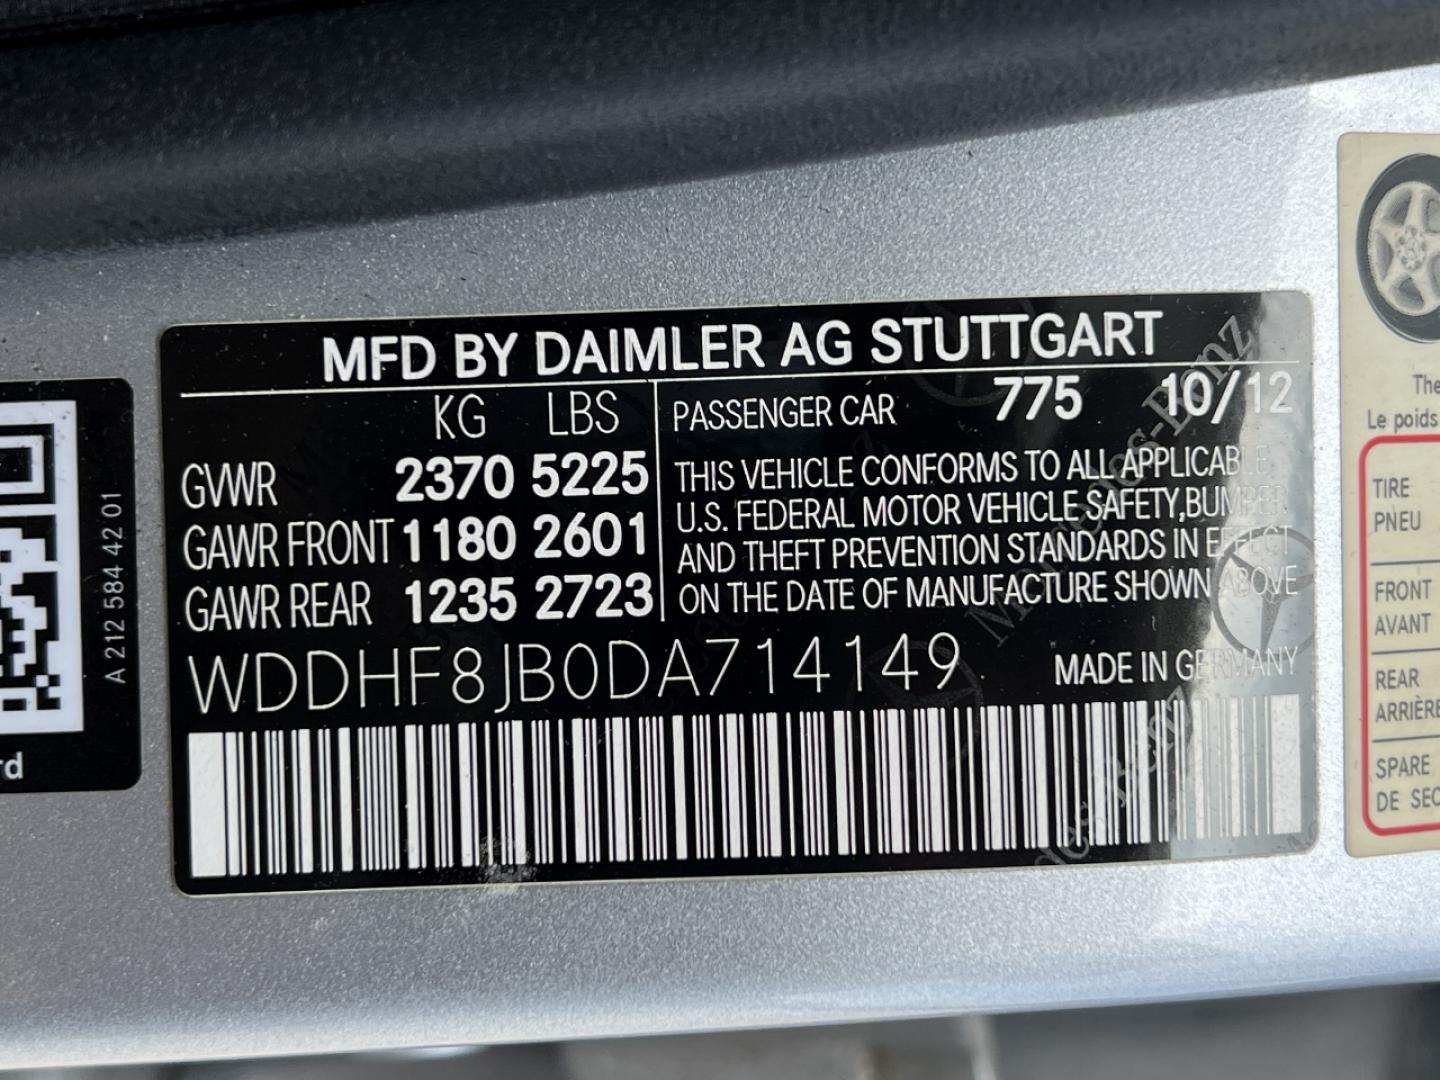 MFD BY DAIMLER AG STUTTGART
KG LBS
GVWR 2370 5225
GAWR FRONT 1180 2601
GAWR REAR 1235 2723
PASSENGER CAR 775 10/12
THIS VEHICLE CONFORMS TO ALL APPLICABLE
U.S. FEDERAL MOTOR VEHICLE SAFETY,BUMPER
AND THEFT PREVENTION STANDARDS IN EFFECT
ON THE DATE OF MANUFACTURE SHOWN ABOVE
WDDHF8JB0DA714149
MADE IN GERMANY
A 212 584 42 01
rd
Mercedes-Benz
The
Le poids
TIRE
PNEU
FRONT
AVANT
REAR
ARRIÈRE
SPARE
DE SEC